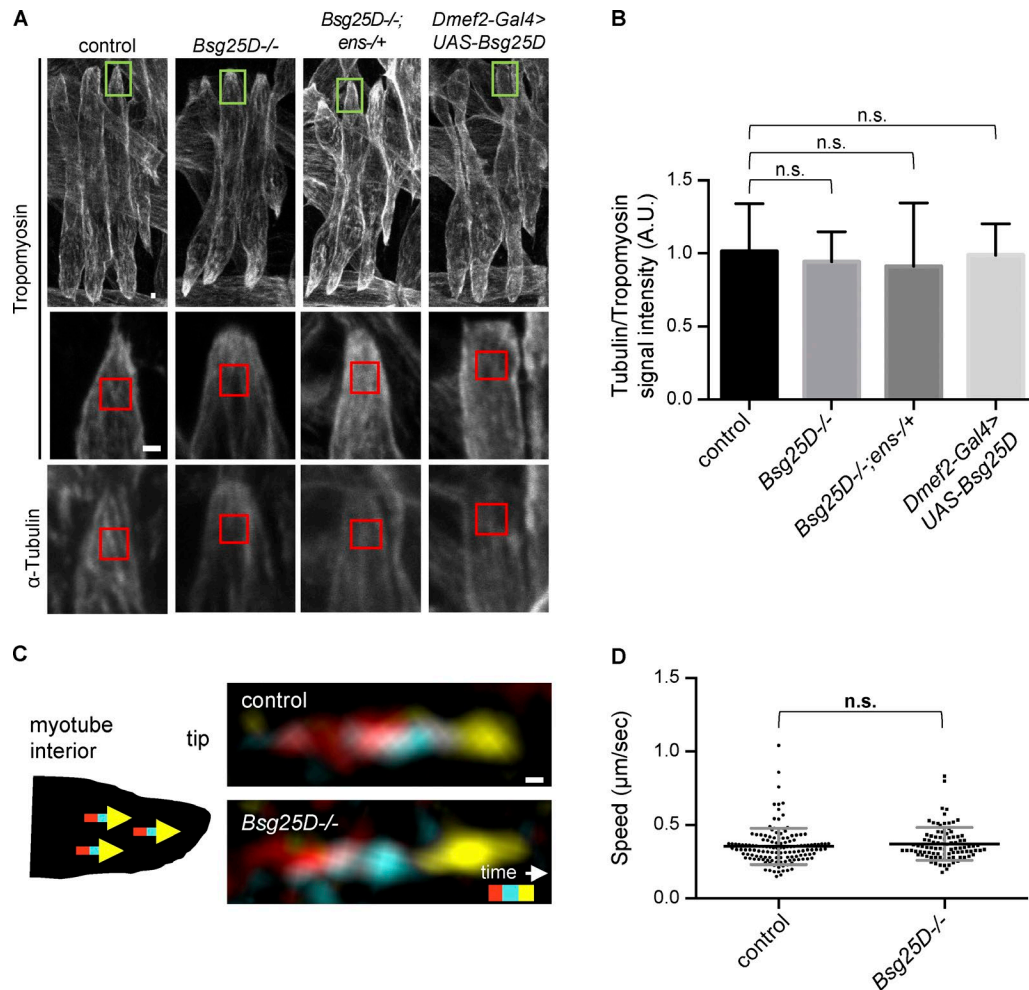 A
control
Bsg25D-/-
Bsg25D-/-;
ens-/+
Dmef2-Gal4>
UAS-Bsg25D
Tropomyosin
α-Tubulin
B
n.s.
n.s.
n.s.
Tubulin/Tropomyosin
signal intensity (A.U.)
1.5
1.0
0.5
0.0
control
Bsg25D-/-
Bsg25D-/-;ens-/+
Dmef2-Gal4>
UAS-Bsg25D
C
myotube
interior
tip
control
Bsg25D-/-
time
D
n.s.
Speed (µm/sec)
1.5
1.0
0.5
0.0
control
Bsg25D-/-